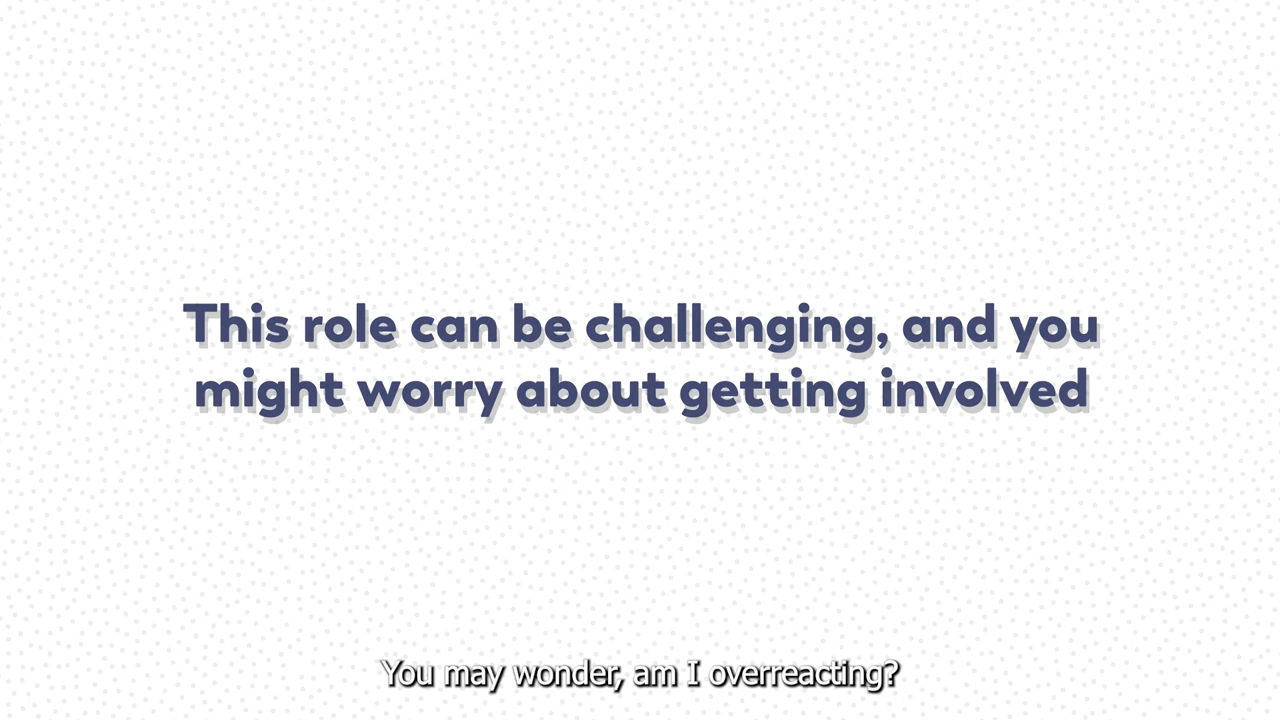 This role can be challenging, and you
might worry about getting involved
You may wonder, am I overreacting?